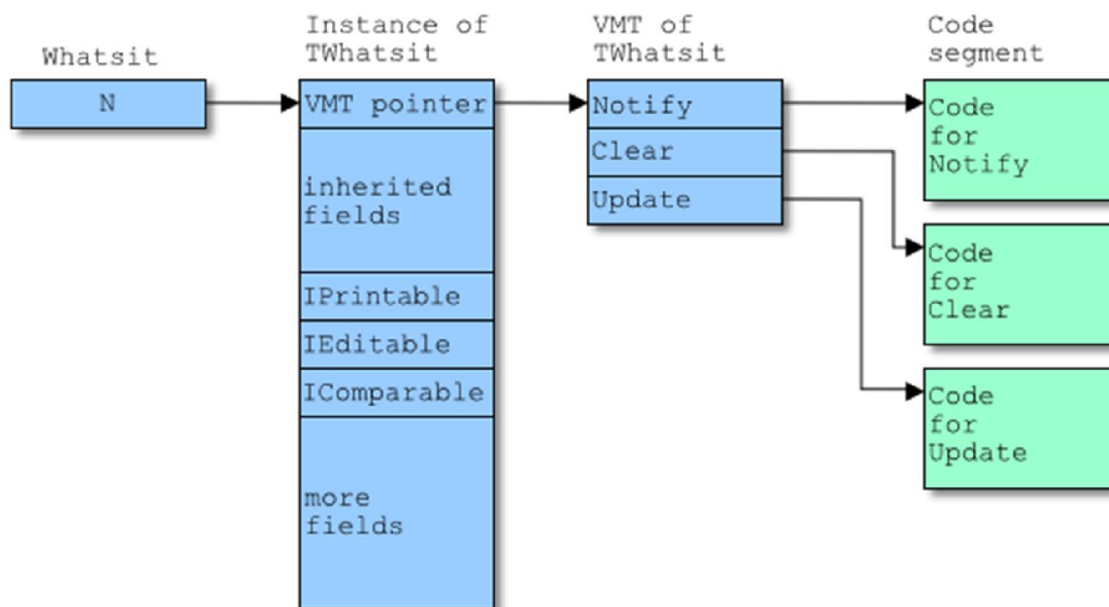 Whatsit
N
Instance of
TWhatsit
VMT pointer
inherited
fields
IPrintable
IEditable
IComparable
more
fields
VMT of
TWhatsit
Notify
Clear
Update
Code
segment
Code
for
Notify
Code
for
Clear
Code
for
Update